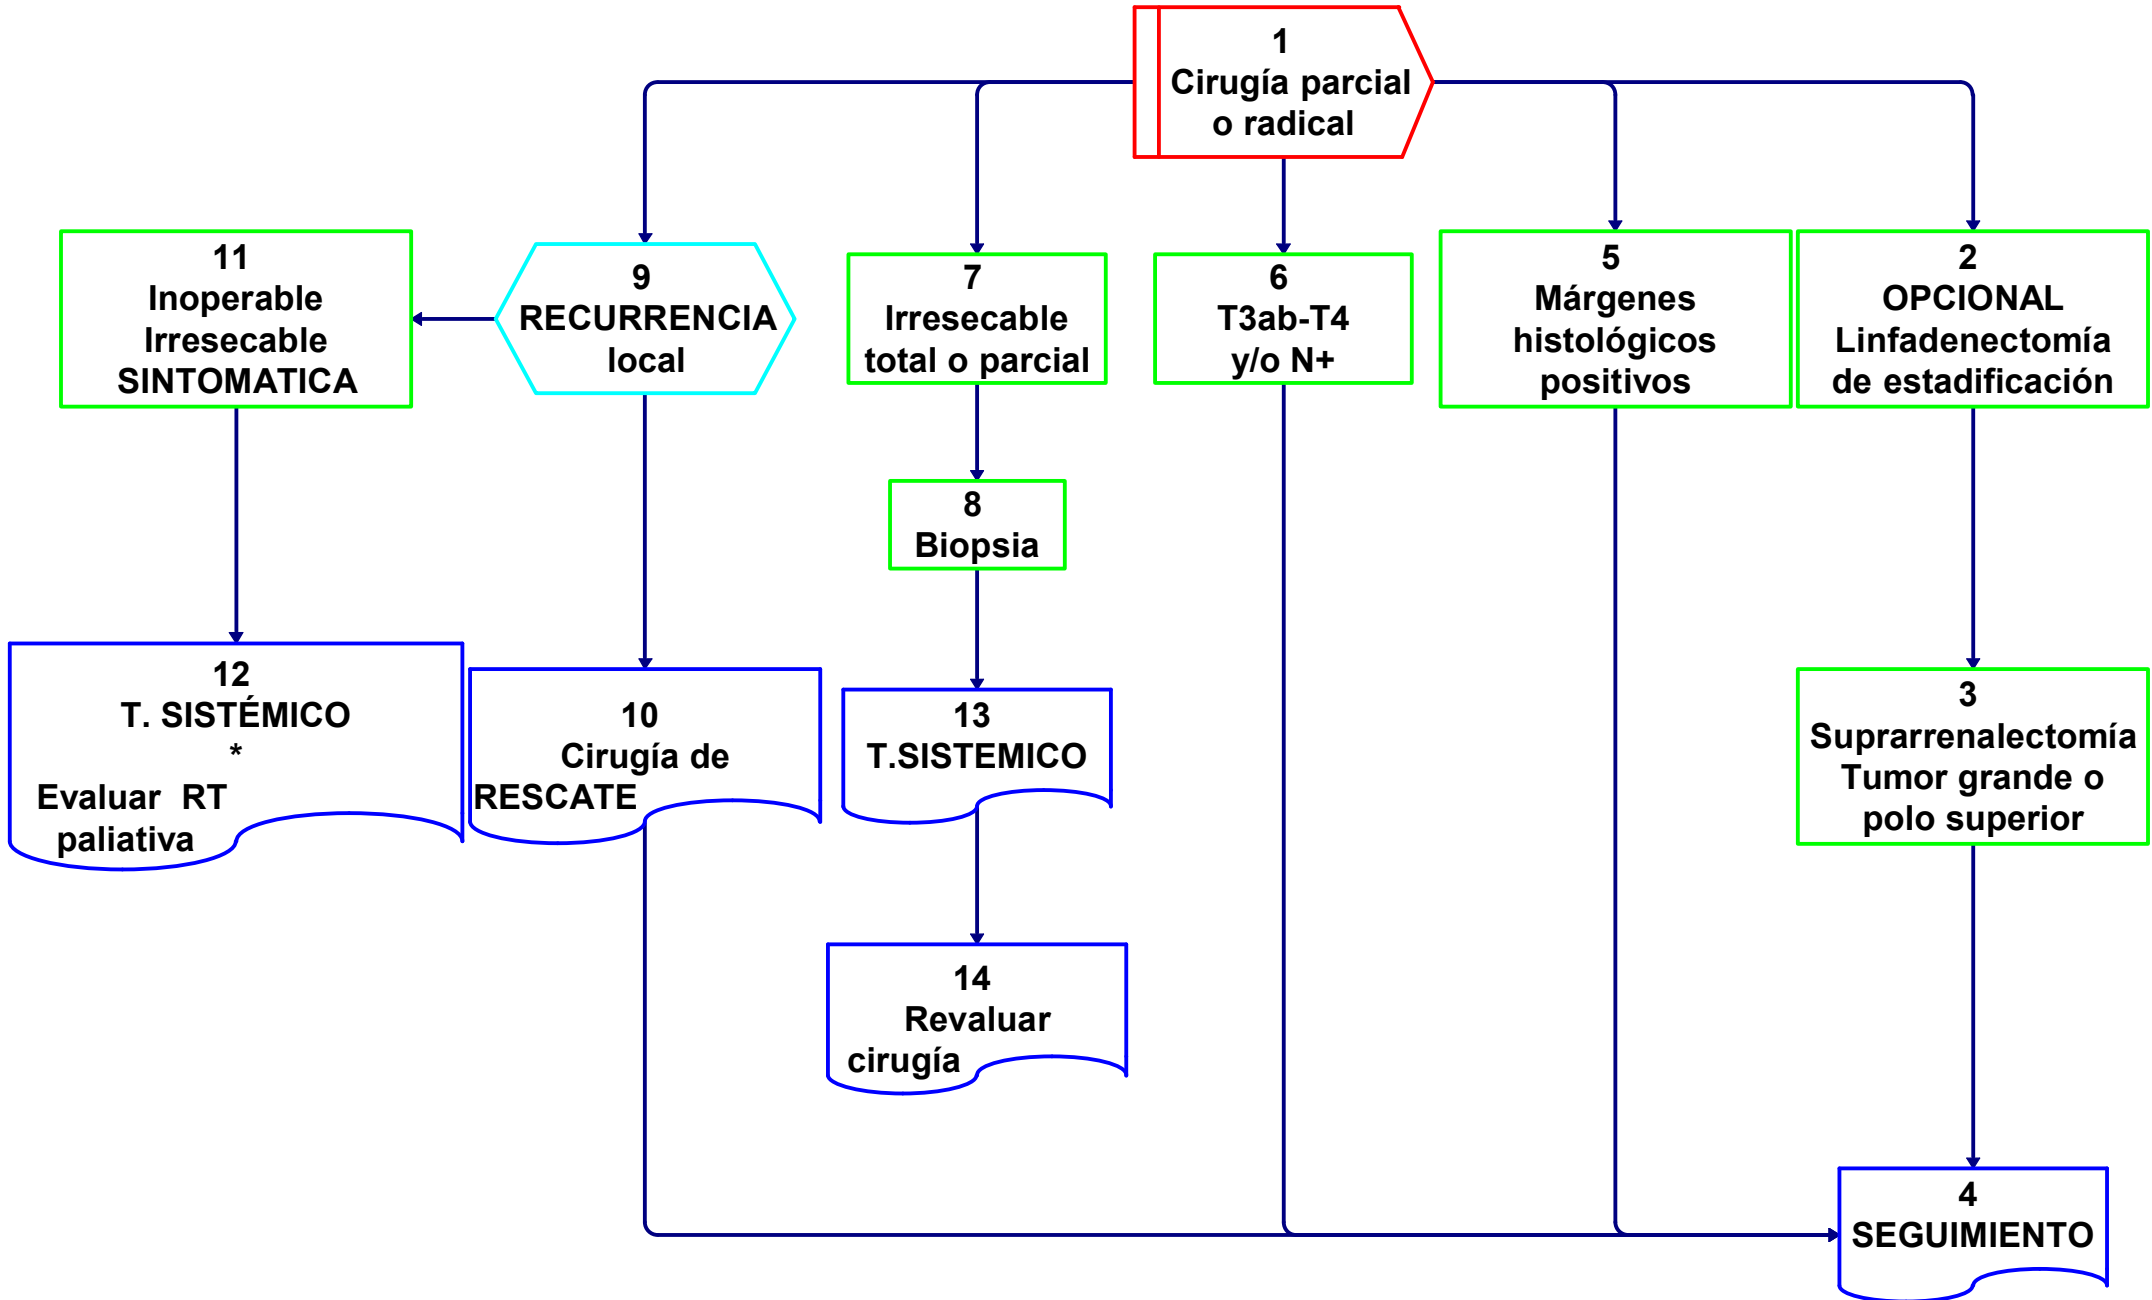 1
Cirugía parcial
o radical
11
Inoperable
Irresecable
SINTOMATICA
9
RECURRENCIA
local
7
Irresecable
total o parcial
6
T3ab-T4
y/o N+
5
Márgenes
histológicos
positivos
2
OPCIONAL
Linfadenectomía
de estadificación
8
Biopsia
12
T. SISTÉMICO
*
Evaluar RT
paliativa
10
Cirugía de
RESCATE
13
T.SISTEMICO
3
Suprarrenalectomía
Tumor grande o
polo superior
14
Revaluar
cirugía
4
SEGUIMIENTO